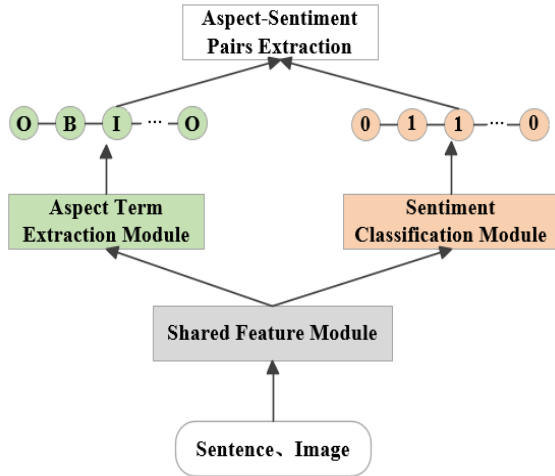 Aspect-Sentiment
Pairs Extraction
O B I ... O
0 1 1 ... 0
Aspect Term
Extraction Module
Sentiment
Classification Module
Shared Feature Module
Sentence、Image